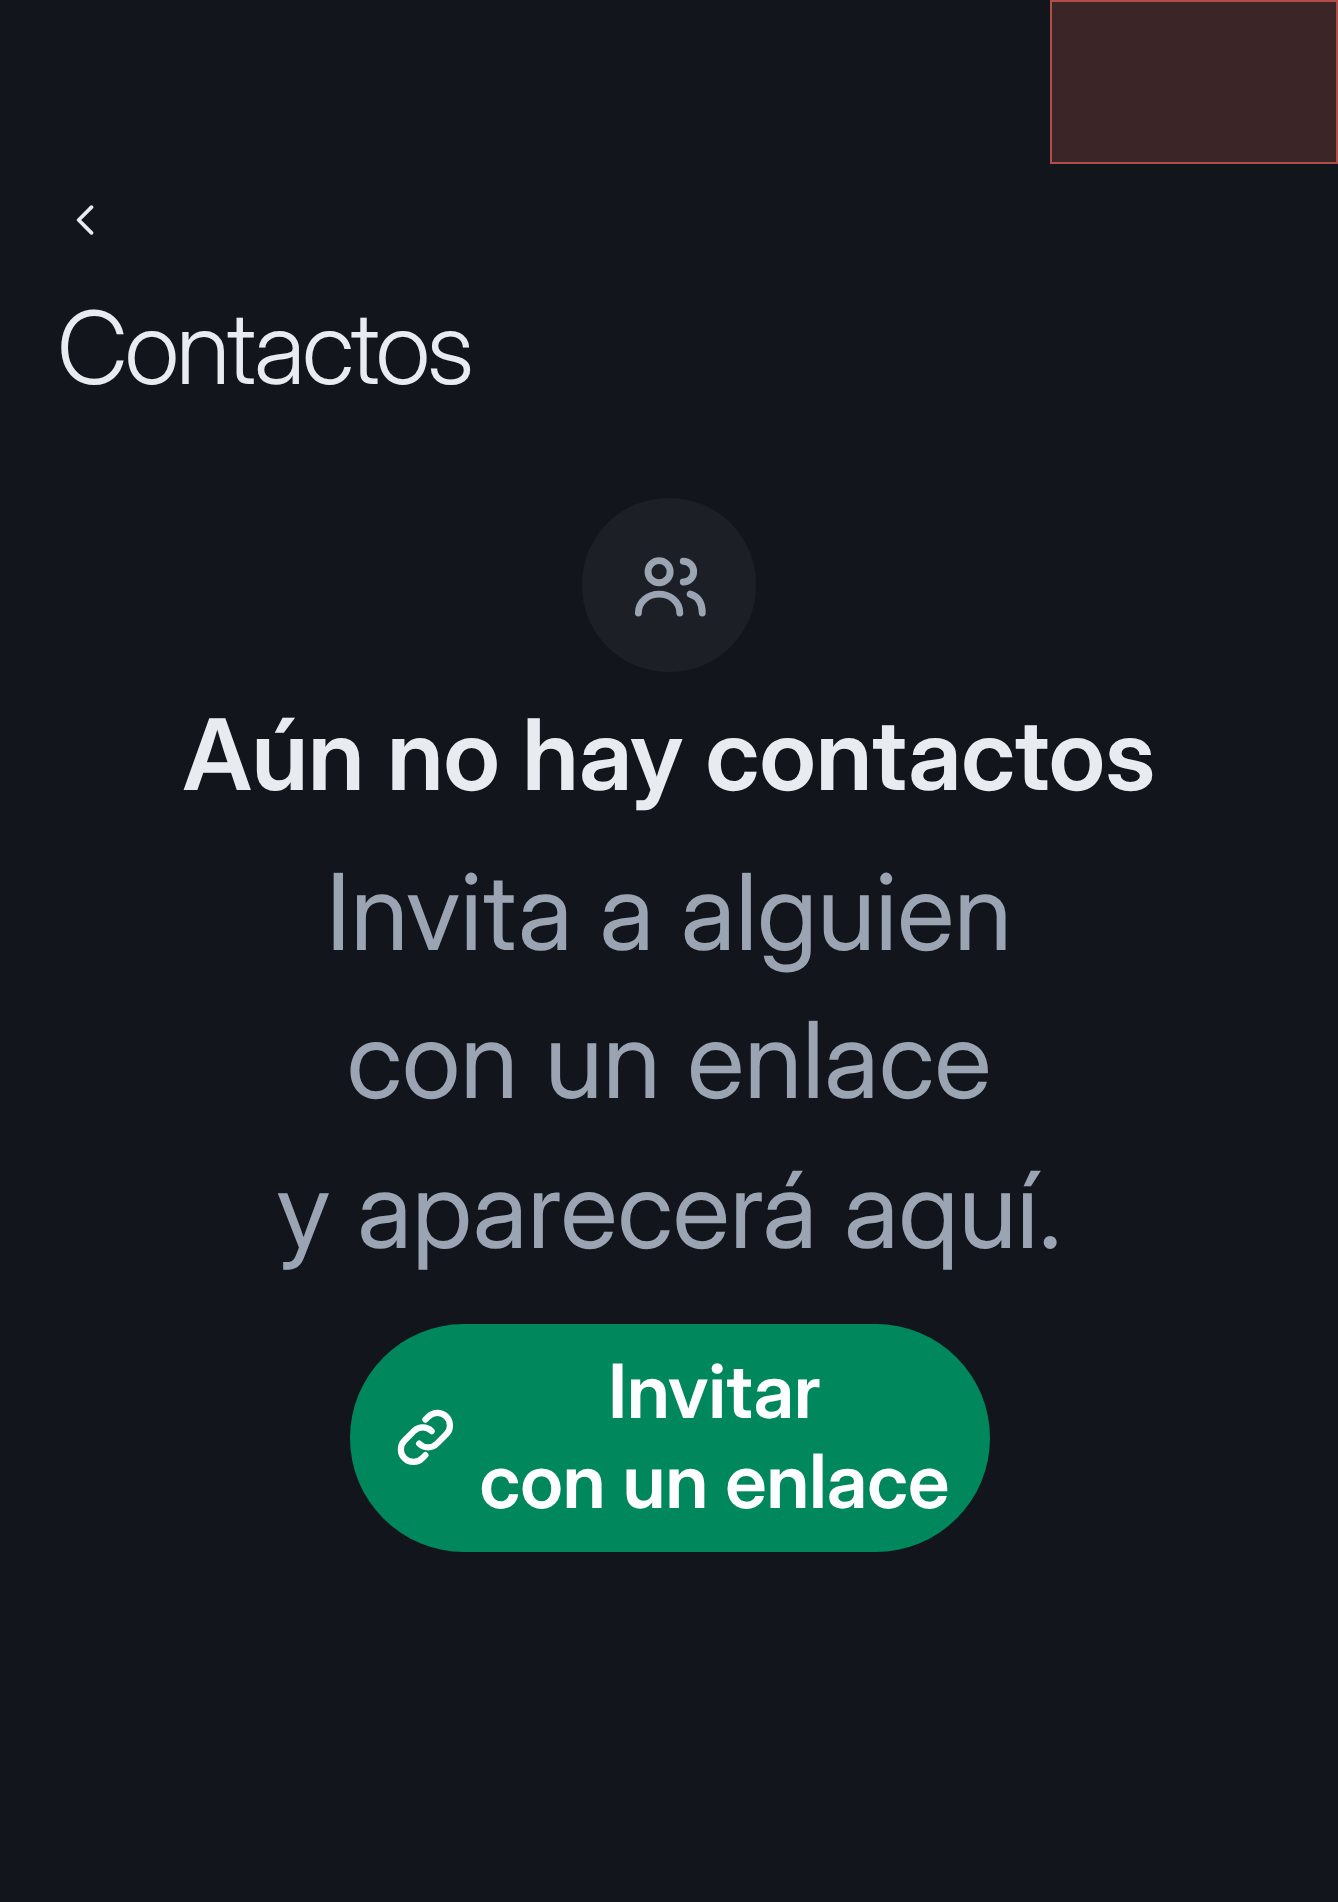 Contactos
Aún no hay contactos
Invita a alguien
con un enlace
y aparecerá aquí.
Invitar
con un enlace